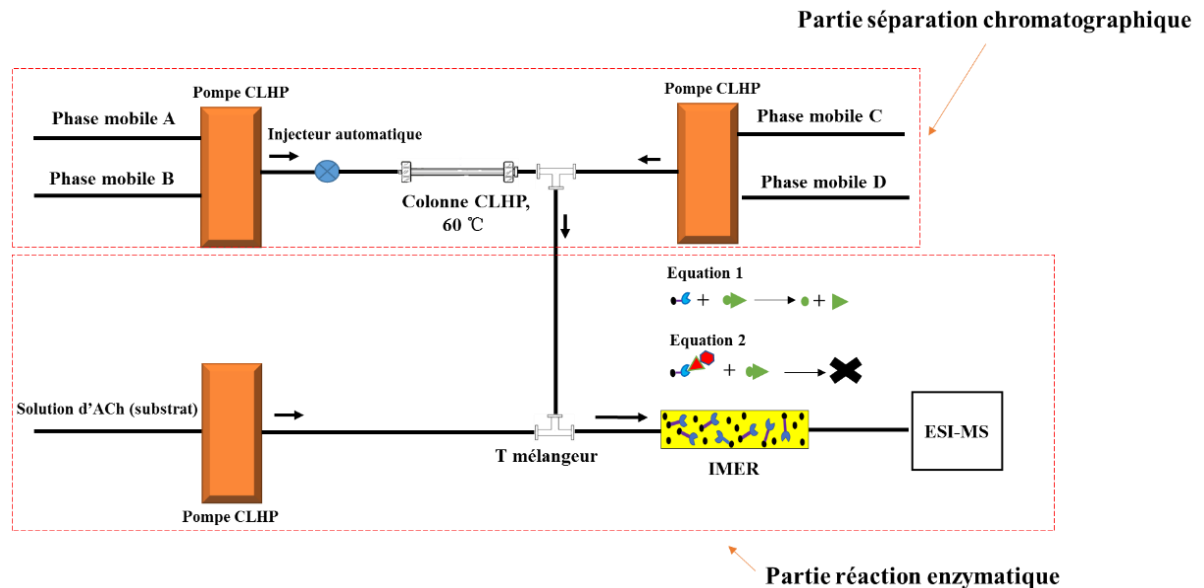 Partie séparation chromatographique
Pompe CLHP
Pompe CLHP
Phase mobile A
Injecteur automatique
Phase mobile C
Phase mobile B
Phase mobile D
Colonne CLHP,
60 ℃
Equation 1
+
+
Equation 2
+
Solution d'ACh (substrat)
ESI-MS
T mélangeur
IMER
Pompe CLHP
Partie réaction enzymatique